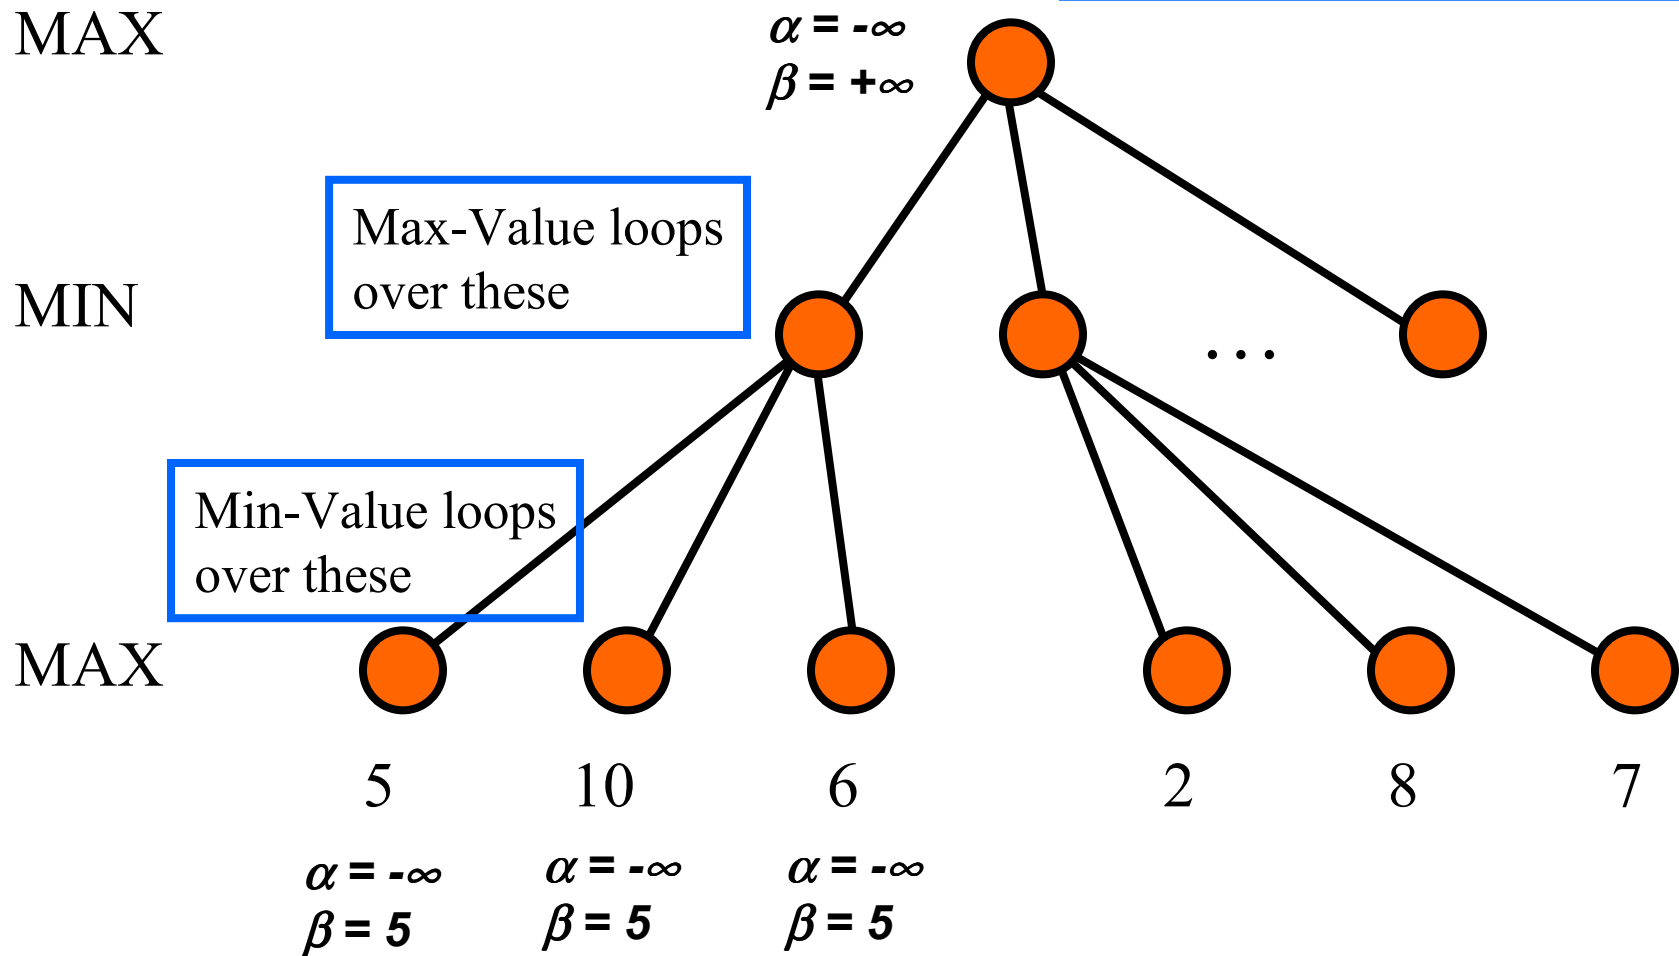 MAX
α = -∞
β = +∞
Max-Value loops
over these
MIN
...
Min-Value loops
over these
MAX
5 10 6 2 8 7
α = -∞ α = -∞ α = -∞
β = 5 β = 5 β = 5